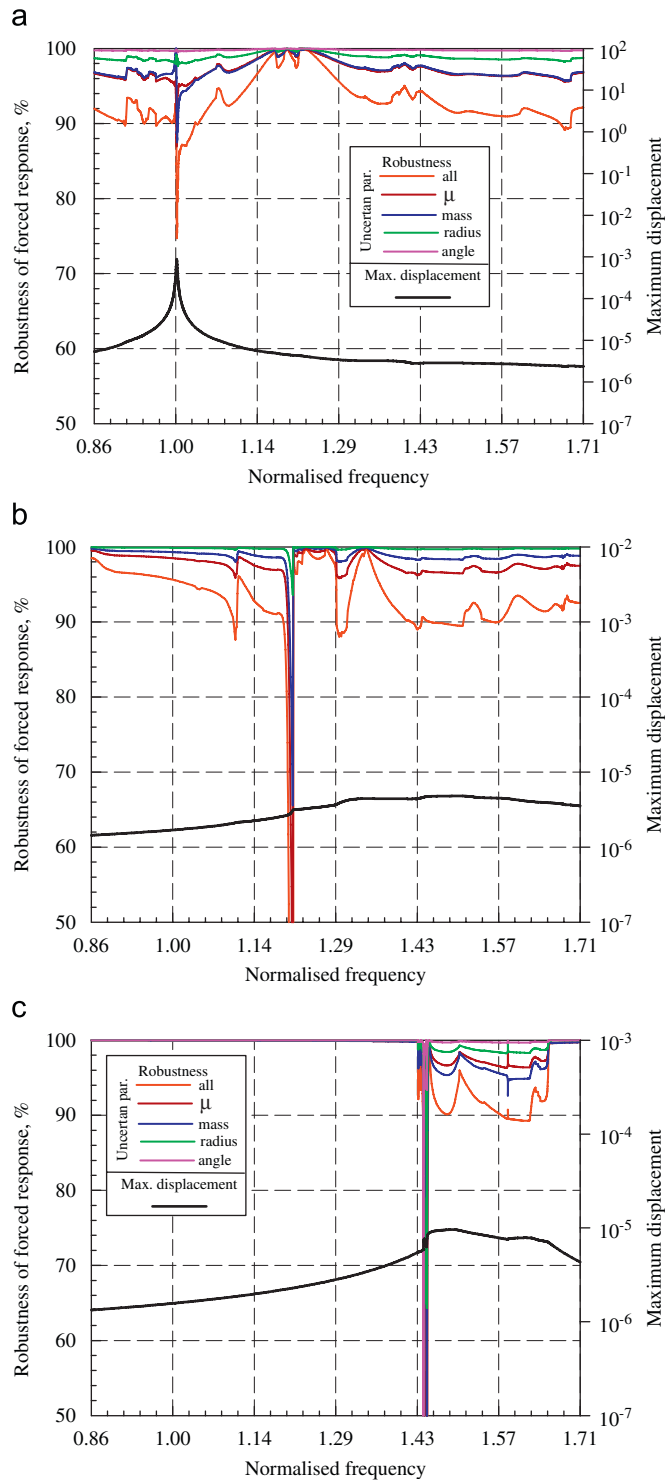 a
100
90
80
70
60
50
Robustness of forced response, %
10²
10¹
10⁰
10⁻¹
10⁻²
10⁻³
10⁻⁴
10⁻⁵
10⁻⁶
10⁻⁷
Maximum displacement
Robustness
Uncertan par.
all
μ
mass
radius
angle
Max. displacement
0.86 1.00 1.14 1.29 1.43 1.57 1.71
Normalised frequency
b
100
90
80
70
60
50
Robustness of forced response, %
10⁻²
10⁻³
10⁻⁴
10⁻⁵
10⁻⁶
10⁻⁷
Maximum displacement
0.86 1.00 1.14 1.29 1.43 1.57 1.71
Normalised frequency
c
100
90
80
70
60
50
Robustness of forced response, %
10⁻³
10⁻⁴
10⁻⁵
10⁻⁶
10⁻⁷
Maximum displacement
Robustness
Uncertan par.
all
μ
mass
radius
angle
Max. displacement
0.86 1.00 1.14 1.29 1.43 1.57 1.71
Normalised frequency